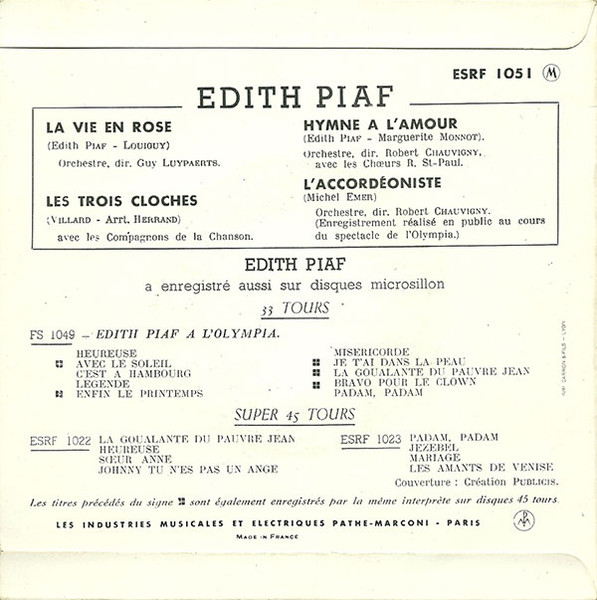 ESRF 1051 M
EDITH PIAF
LA VIE EN ROSE
(Edith PIAF - LOUIGUY)
Orchestre, dir. Guy LUYPAERTS.
LES TROIS CLOCHES
(VILLARD - Arrt. HERRAND)
avec les Compagnons de la Chanson.
HYMNE A L'AMOUR
(Edith PIAF - Marguerite MONNOT).
Orchestre, dir. Robert CHAUVIGNY,
avec les Chœurs R. St-Paul.
L'ACCORDÉONISTE
(Michel EMER)
Orchestre, dir. Robert CHAUVIGNY.
(Enregistrement réalisé en public au cours
du spectacle de l'Olympia.)
EDITH PIAF
a enregistré aussi sur disques microsillon
33 TOURS
FS 1049 - EDITH PIAF A L'OLYMPIA.
HEUREUSE
AVEC LE SOLEIL
C'EST A HAMBOURG
LEGENDE
ENFIN LE PRINTEMPS
MISERICORDE
JE T'AI DANS LA PEAU
LA GOUALANTE DU PAUVRE JEAN
BRAVO POUR LE CLOWN
PADAM, PADAM
SUPER 45 TOURS
ESRF 1022 LA GOUALANTE DU PAUVRE JEAN
HEUREUSE
SŒUR ANNE
JOHNNY TU N'ES PAS UN ANGE
ESRF 1023 PADAM, PADAM
JEZEBEL
MARIAGE
LES AMANTS DE VENISE
Couverture : Création PUBLICIS.
Les titres précédés du signe sont également enregistrés par la même interprète sur disques 45 tours
LES INDUSTRIES MUSICALES ET ELECTRIQUES PATHE-MARCONI - PARIS
MADE IN FRANCE